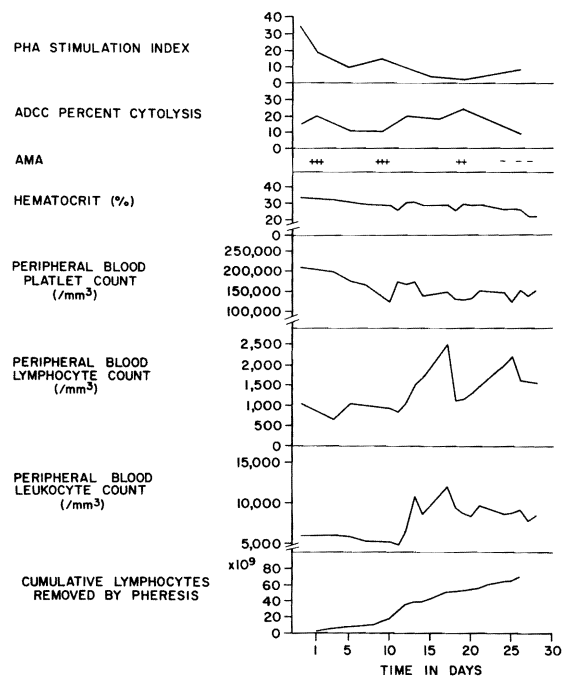 PHA STIMULATION INDEX
40
30
20
10
0
ADCC PERCENT CYTOLYSIS
30
20
10
0
AMA
+++ +++ ++ - - -
HEMATOCRIT (%)
40
30
20
0
PERIPHERAL BLOOD
PLATLET COUNT
(/mm³)
250,000
200,000
150,000
100,000
PERIPHERAL BLOOD
LYMPHOCYTE COUNT
(/mm³)
2,500
2,000
1,500
1,000
500
0
PERIPHERAL BLOOD
LEUKOCYTE COUNT
(/mm³)
15,000
10,000
5,000
CUMULATIVE LYMPHOCYTES
REMOVED BY PHERESIS
x10⁹
80
60
40
20
0
1 5 10 15 20 25 30
TIME IN DAYS